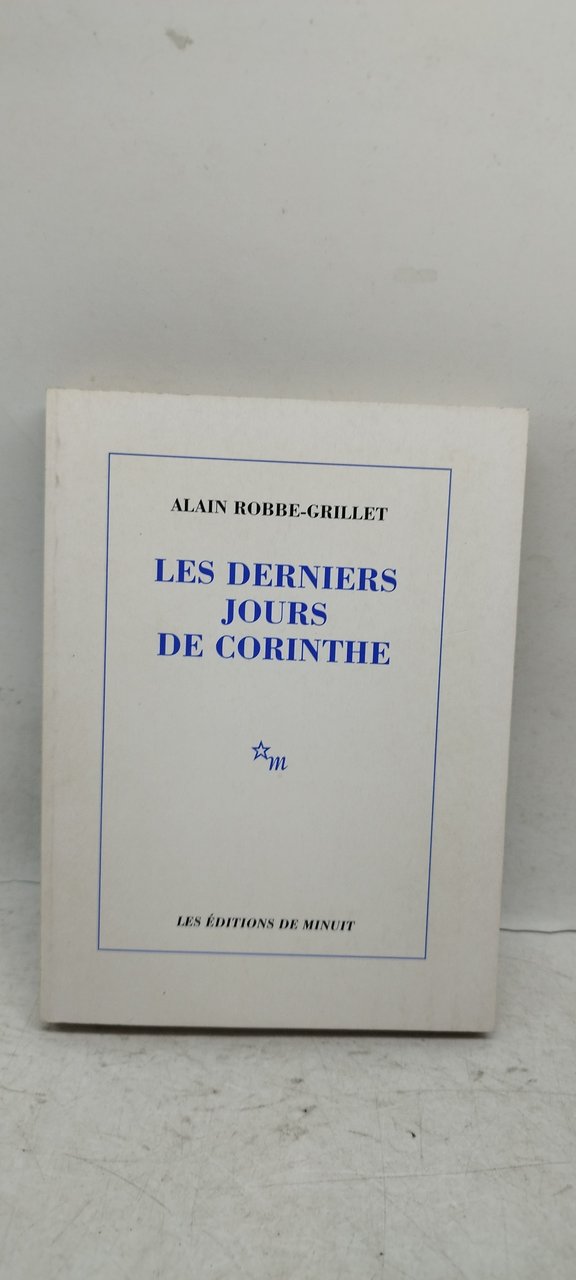 ALAIN ROBBE-GRILLET
LES DERNIERS
JOURS
DE CORINTHE
m
LES ÉDITIONS DE MINUIT